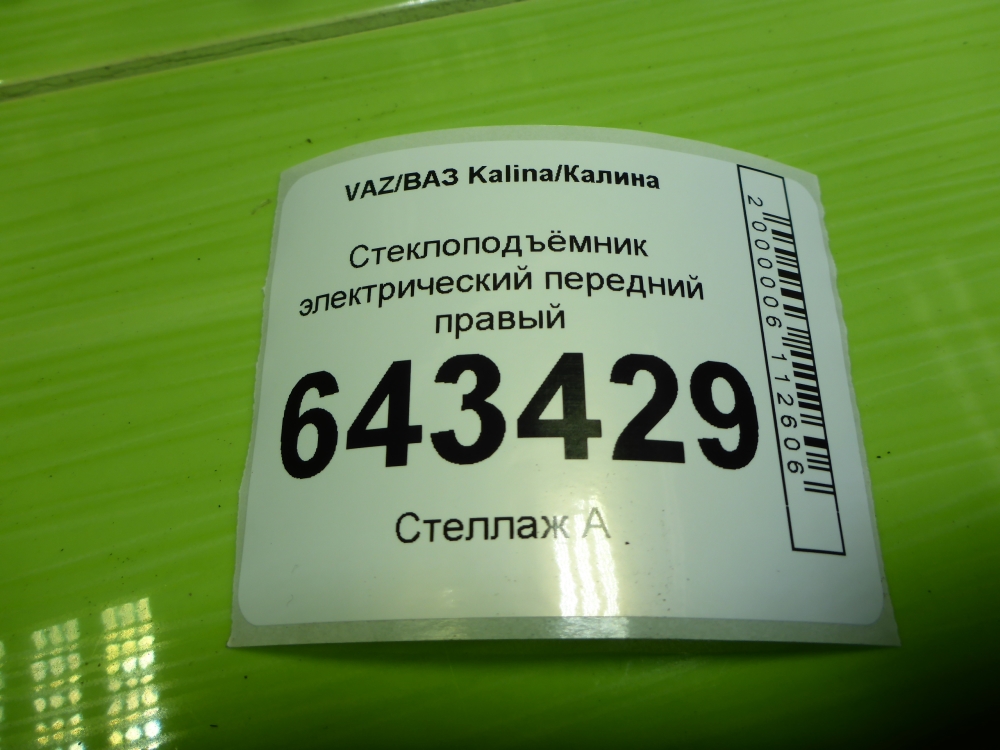 VAZ/ВАЗ Kalina/Калина
Стеклоподъёмник
электрический передний
правый
643429
Стеллаж А
2000006112606